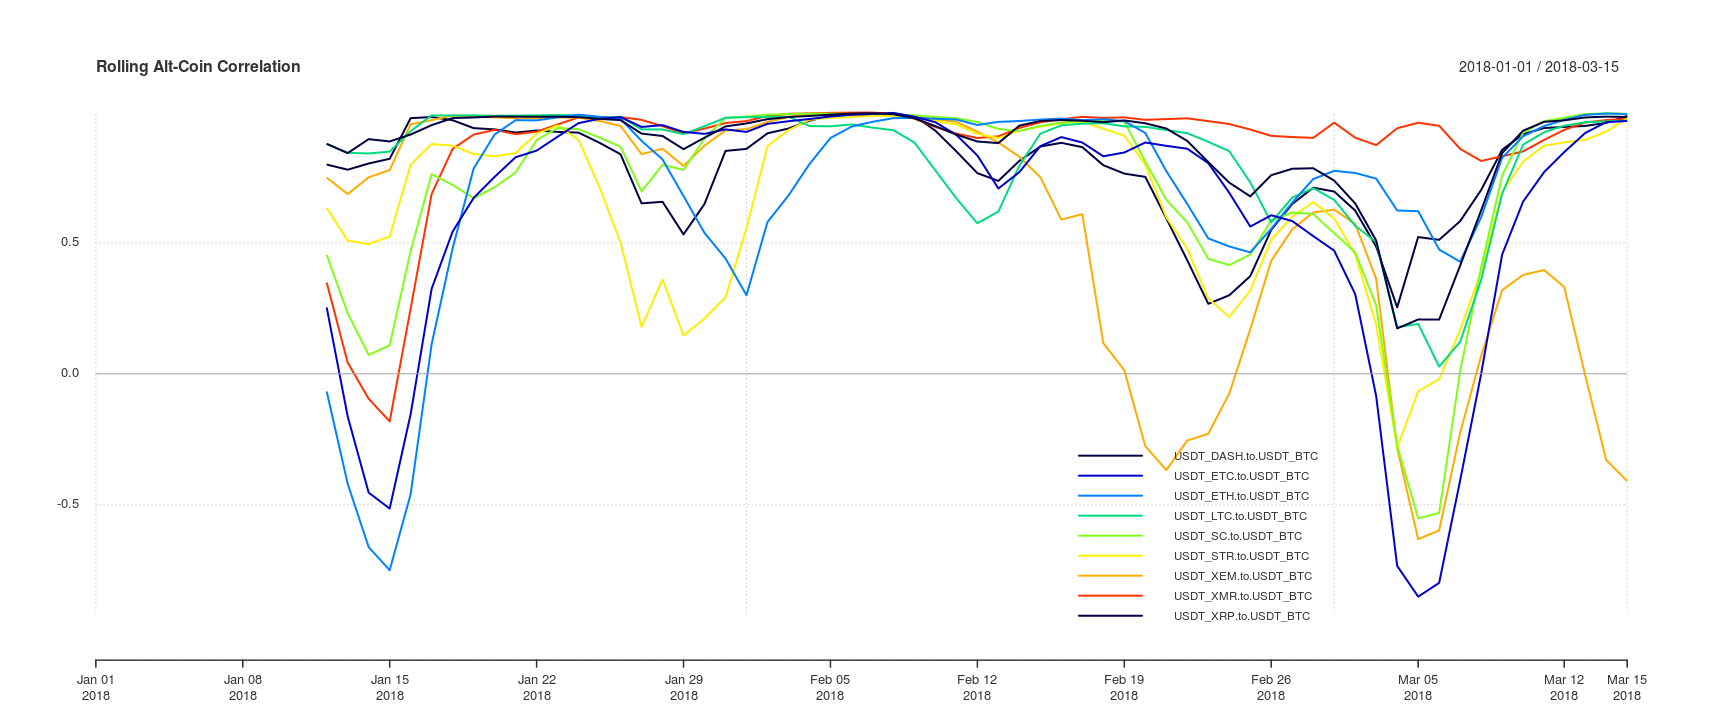 Rolling Alt-Coin Correlation
2018-01-01 / 2018-03-15
0.5
0.0
-0.5
USDT_DASH.to.USDT_BTC
USDT_ETC.to.USDT_BTC
USDT_ETH.to.USDT_BTC
USDT_LTC.to.USDT_BTC
USDT_SC.to.USDT_BTC
USDT_STR.to.USDT_BTC
USDT_XEM.to.USDT_BTC
USDT_XMR.to.USDT_BTC
USDT_XRP.to.USDT_BTC
Jan 01 Jan 08 Jan 15 Jan 22 Jan 29 Feb 05 Feb 12 Feb 19 Feb 26 Mar 05 Mar 12 Mar 15
2018 2018 2018 2018 2018 2018 2018 2018 2018 2018 2018 2018